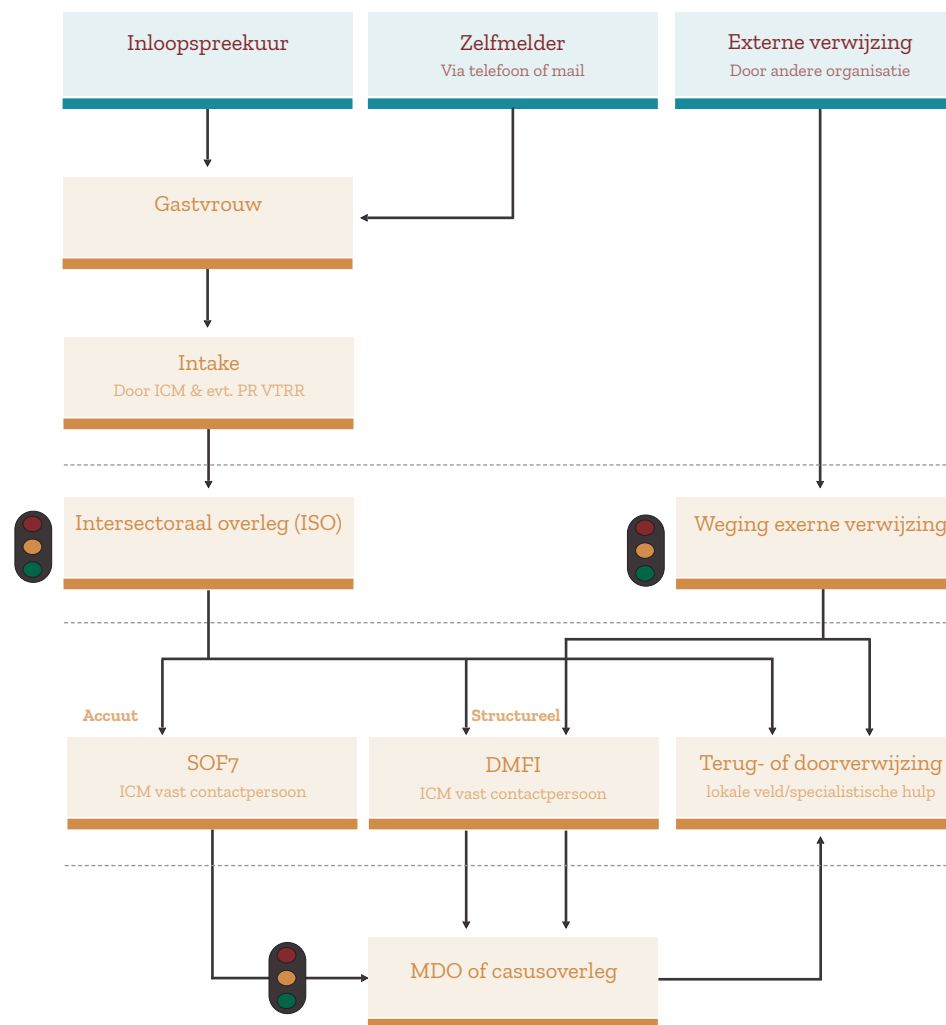 Inloopspreekuur
Zelfmelder
Via telefoon of mail
Externe verwijzing
Door andere organisatie
Gastvrouw
Intake
Door ICM & evt. PR VTRR
Intersectoraal overleg (ISO)
Weging exerne verwijzing
Accuut
Structureel
SOF7
ICM vast contactpersoon
DMFI
ICM vast contactpersoon
Terug- of doorverwijzing
lokale veld/specialistische hulp
MDO of casusoverleg